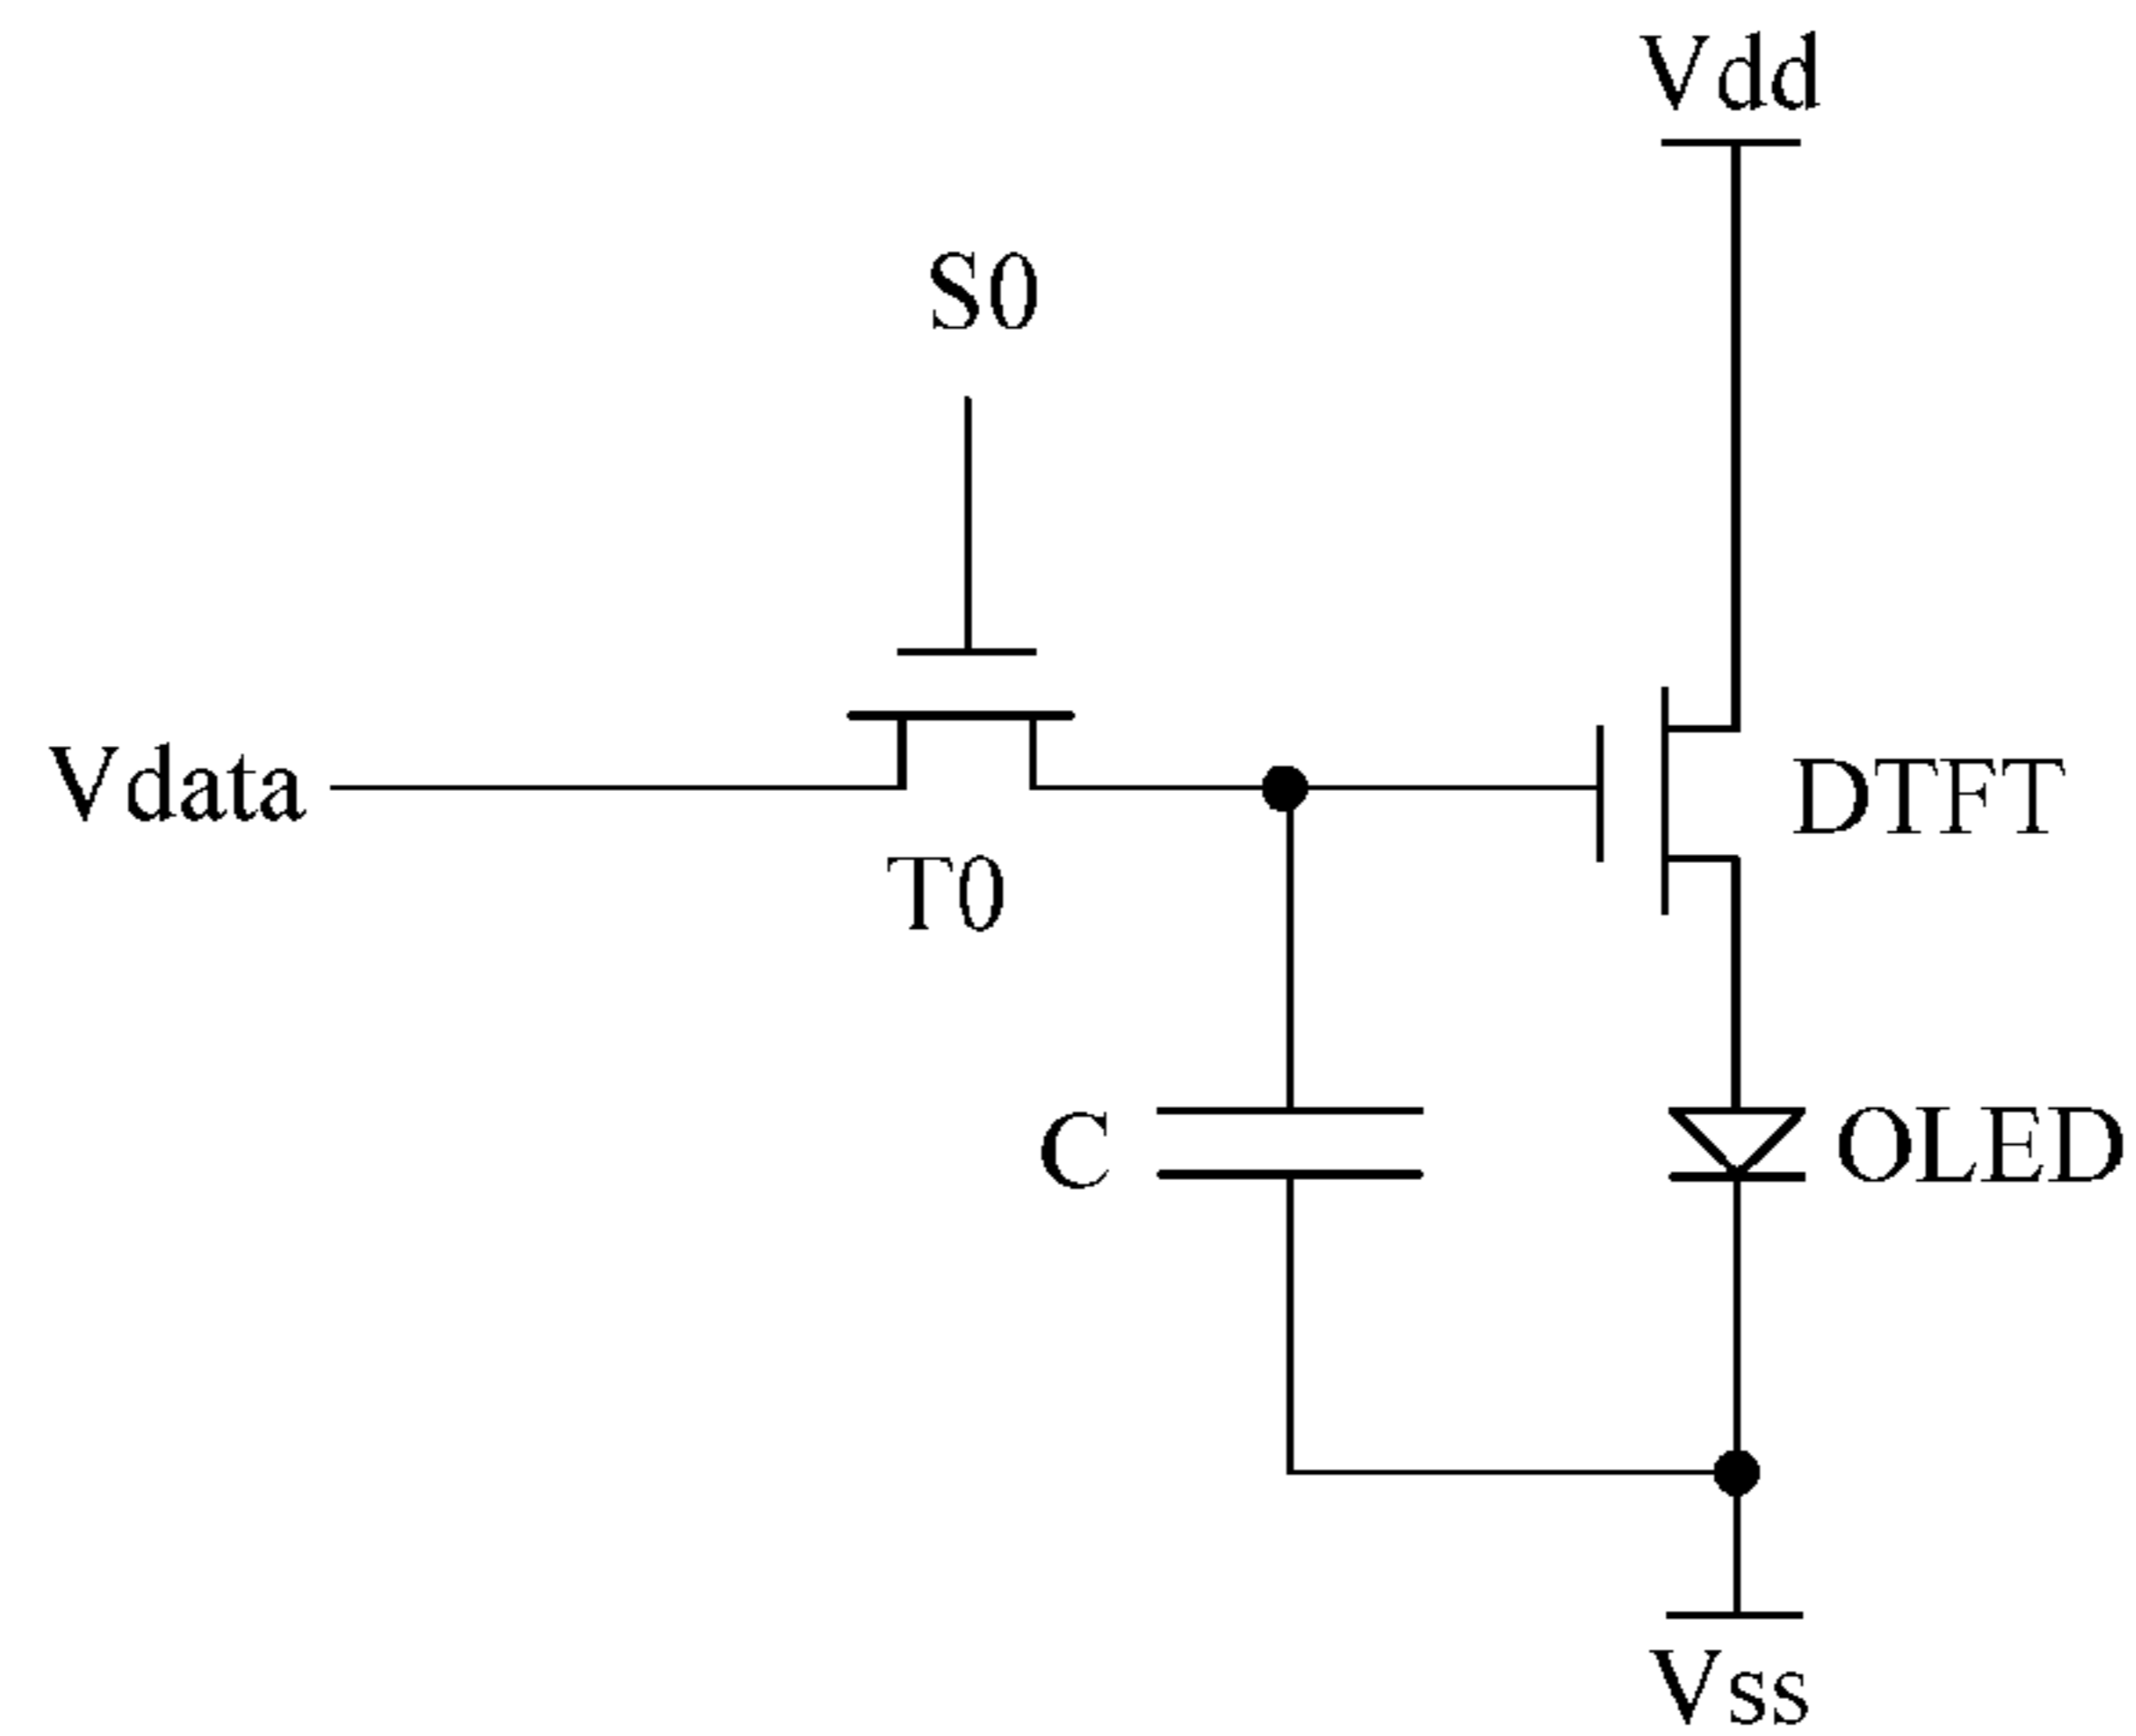 Vdd
S0
Vdata
T0
DTFT
C
OLED
Vss